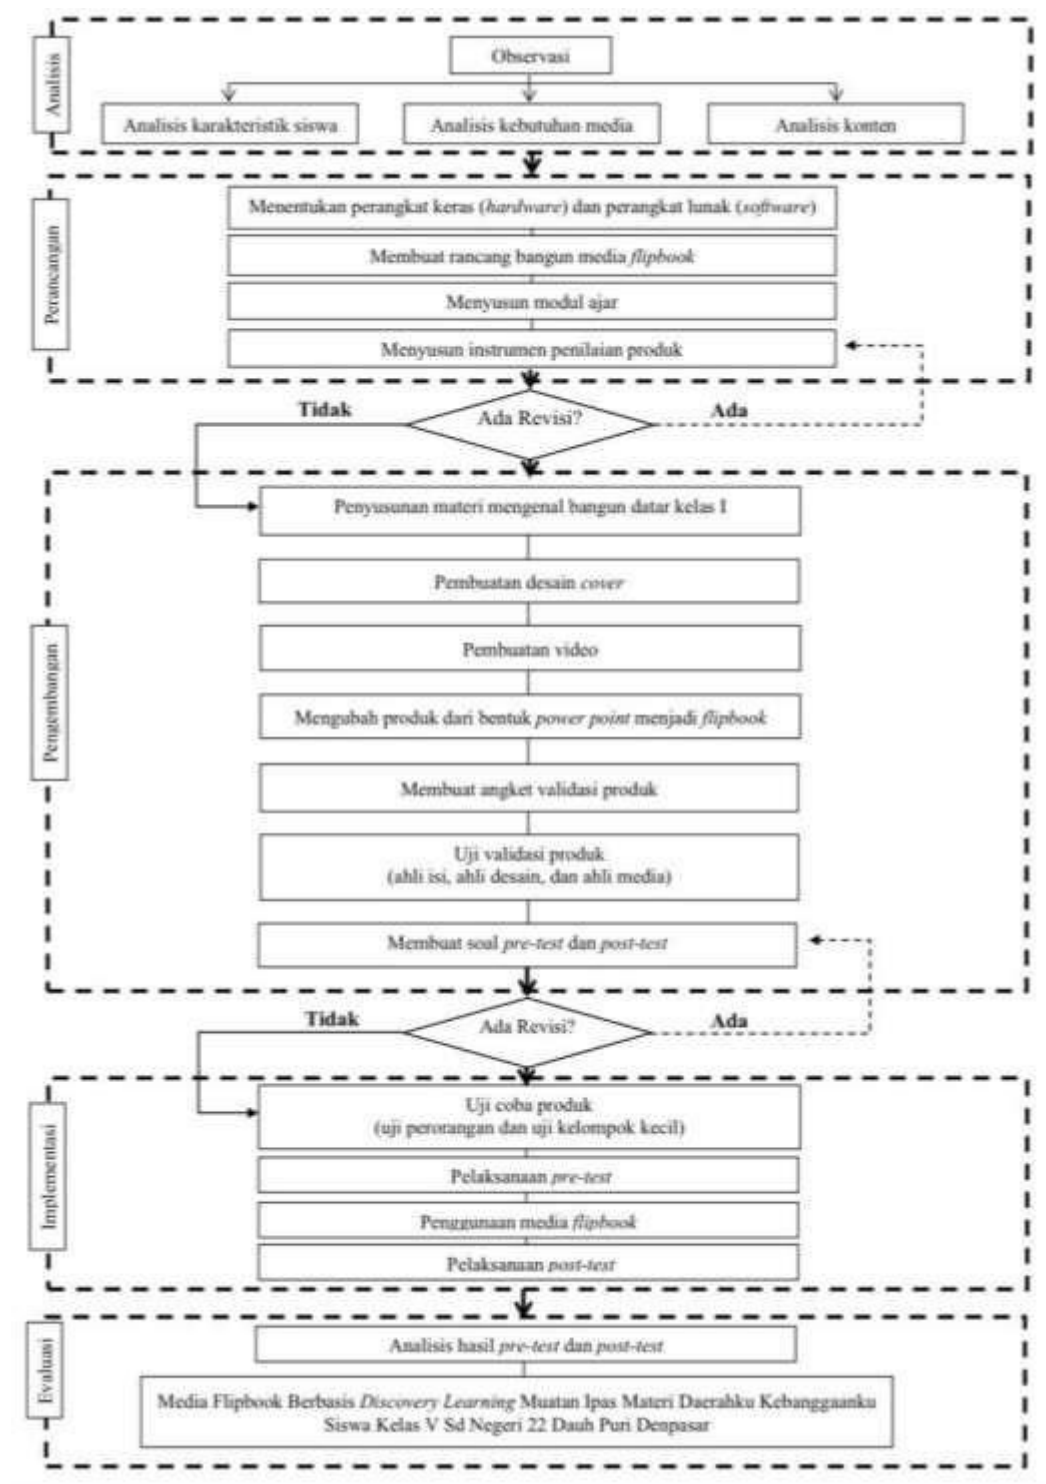 Analisis
Observasi
Analisis karakteristik siswa
Analisis kebutuhan media
Analisis konten
Perancangan
Menentukan perangkat keras (hardware) dan perangkat lunak (software)
Membuat rancang bangun media flipbook
Menyusun modul ajar
Menyusun instrumen penilaian produk
Tidak
Ada Revisi?
Ada
Pengembangan
Penyusunan materi mengenal bangun datar kelas I
Pembuatan desain cover
Pembuatan video
Mengubah produk dari bentuk power point menjadi flipbook
Membuat angket validasi produk
Uji validasi produk
(ahli isi, ahli desain, dan ahli media)
Membuat soal pre-test dan post-test
Tidak
Ada Revisi?
Ada
Implementasi
Uji coba produk
(uji perorangan dan uji kelompok kecil)
Pelaksanaan pre-test
Penggunaan media flipbook
Pelaksanaan post-test
Evaluasi
Analisis hasil pre-test dan post-test
Media Flipbook Berbasis Discovery Learning Muatan Ipas Materi Daerahku Kebanggaanku
Siswa Kelas V Sd Negeri 22 Dauh Puri Denpasar